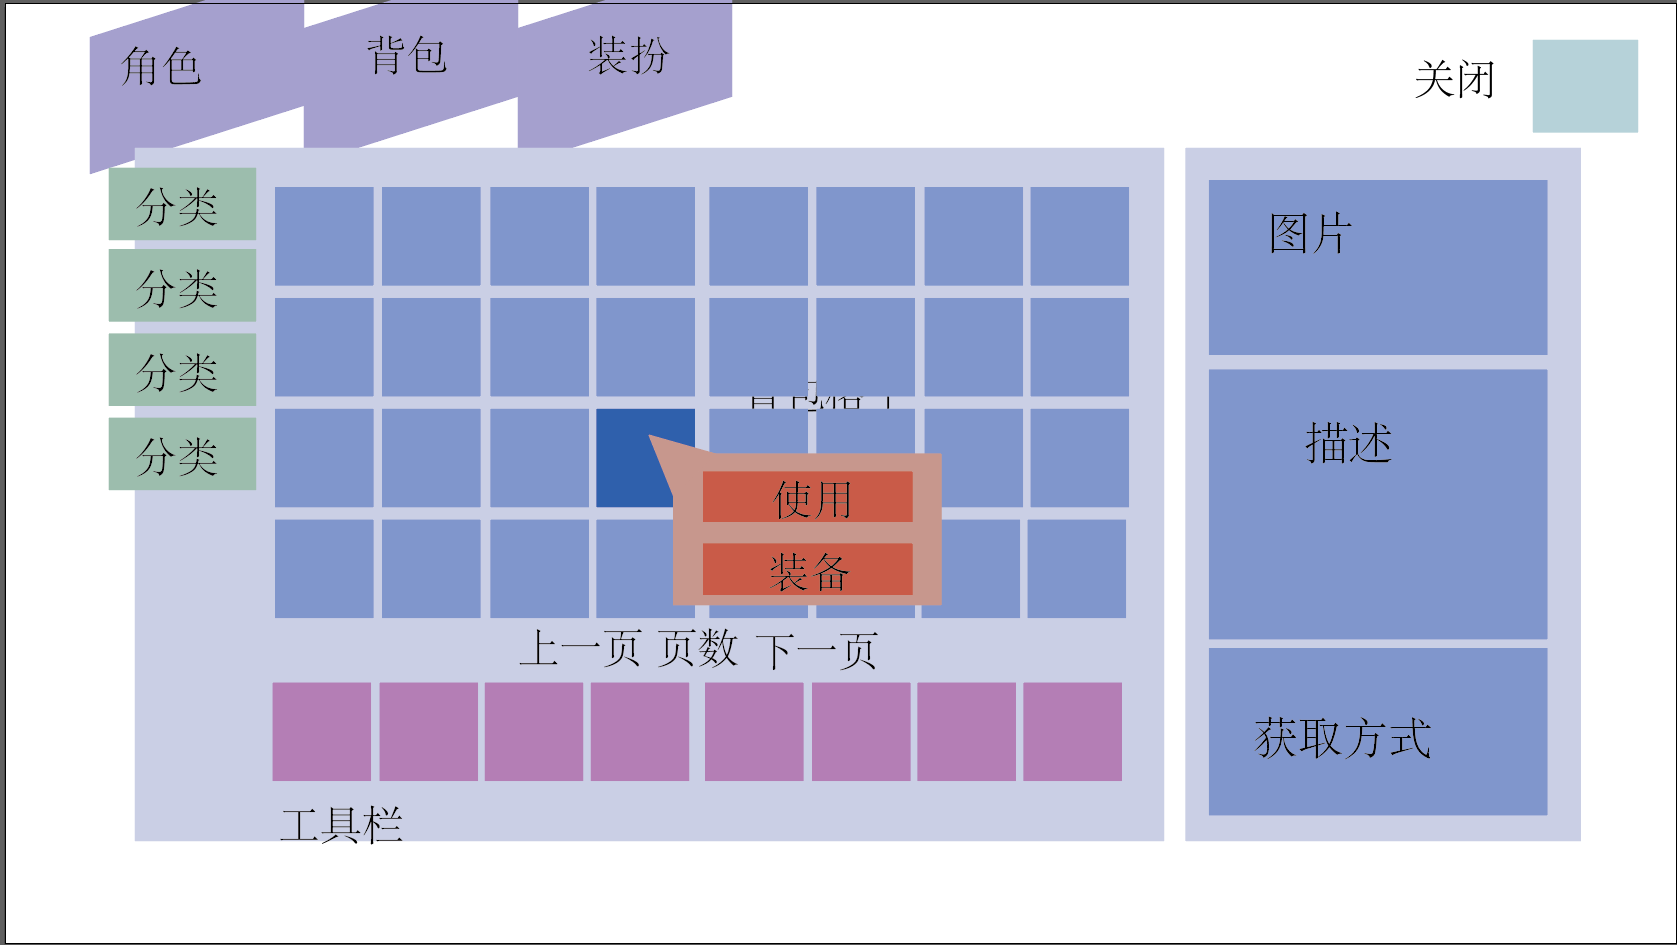 角色
背包
装扮
关闭
分类
分类
分类
分类
使用
装备
上一页 页数 下一页
工具栏
图片
描述
获取方式